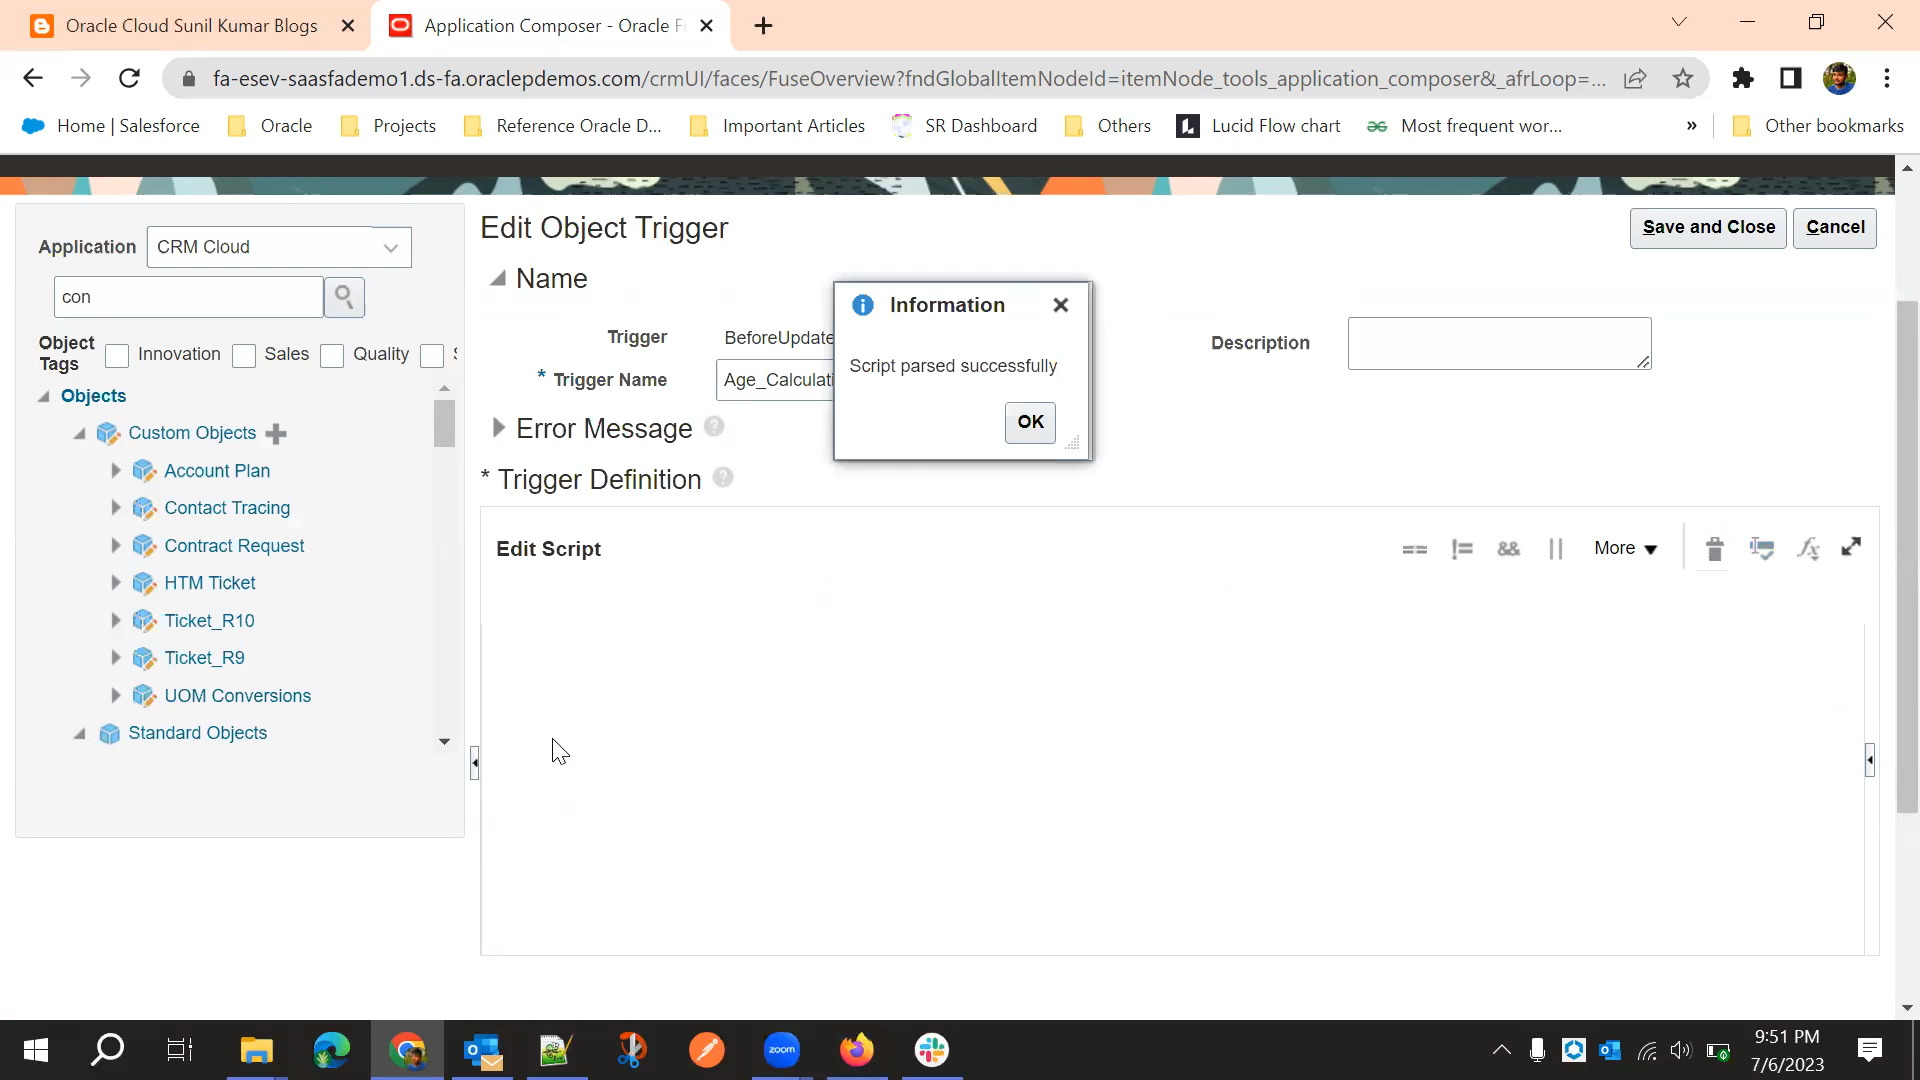 Oracle Cloud Sunil Kumar Blogs
Application Composer - Oracle F
fa-esev-saasfademo1.ds-fa.oraclepdemos.com/crmUI/faces/FuseOverview?fndGlobalItemNodeId=itemNode_tools_application_composer&_afrLoop=...
Home | Salesforce
Oracle
Projects
Reference Oracle D...
Important Articles
SR Dashboard
Others
Lucid Flow chart
Most frequent wor...
»
Other bookmarks
Application
CRM Cloud
con
Object Tags
Innovation
Sales
Quality
Objects
Custom Objects
Account Plan
Contact Tracing
Contract Request
HTM Ticket
Ticket_R10
Ticket_R9
UOM Conversions
Standard Objects
Edit Object Trigger
Save and Close
Cancel
Name
Trigger
BeforeUpdate
* Trigger Name
Age_Calculati
Description
Error Message
* Trigger Definition
Information
Script parsed successfully
OK
Edit Script
==
!=
&&
||
More
fx
zoom
9:51 PM
7/6/2023